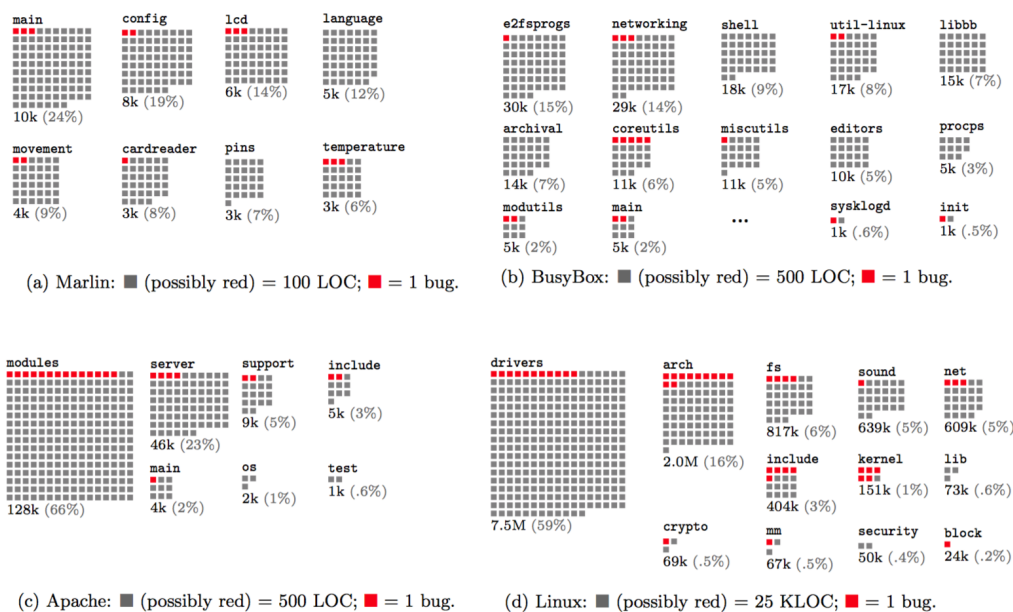 main config lcd language
10k (24%) 8k (19%) 6k (14%) 5k (12%)
movement cardreader pins temperature
4k (9%) 3k (8%) 3k (7%) 3k (6%)
(a) Marlin: (possibly red) = 100 LOC; = 1 bug.
e2fsprogs networking shell util-linux libbb
30k (15%) 29k (14%) 18k (9%) 17k (8%) 15k (7%)
archival coreutils miscutils editors procps
14k (7%) 11k (6%) 11k (5%) 10k (5%) 5k (3%)
modutils main ... sysklogd init
5k (2%) 5k (2%) 1k (.6%) 1k (.5%)
(b) BusyBox: (possibly red) = 500 LOC; = 1 bug.
modules server support include
128k (66%) 46k (23%) 9k (5%) 5k (3%)
main os test
4k (2%) 2k (1%) 1k (.6%)
(c) Apache: (possibly red) = 500 LOC; = 1 bug.
drivers arch fs sound net
7.5M (59%) 2.0M (16%) 817k (6%) 639k (5%) 609k (5%)
include kernel lib
404k (3%) 151k (1%) 73k (.6%)
crypto mm security block
69k (.5%) 67k (.5%) 50k (.4%) 24k (.2%)
(d) Linux: (possibly red) = 25 KLOC; = 1 bug.